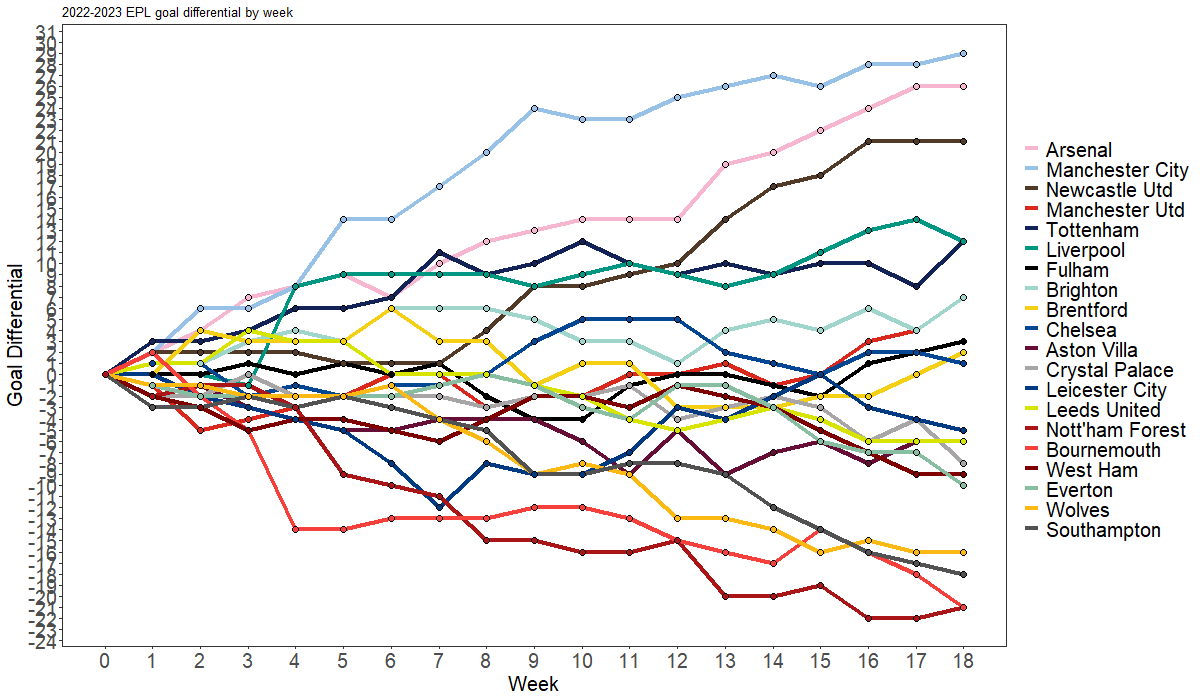 2022-2023 EPL goal differential by week
31
30
29
28
27
26
25
24
23
22
21
20
19
18
17
16
15
14
13
12
11
10
9
8
7
6
5
4
3
2
1
0
-1
-2
-3
-4
-5
-6
-7
-8
-9
-10
-11
-12
-13
-14
-15
-16
-17
-18
-19
-20
-21
-22
-23
-24
Goal Differential
0 1 2 3 4 5 6 7 8 9 10 11 12 13 14 15 16 17 18
Week
Arsenal
Manchester City
Newcastle Utd
Manchester Utd
Tottenham
Liverpool
Fulham
Brighton
Brentford
Chelsea
Aston Villa
Crystal Palace
Leicester City
Leeds United
Nott'ham Forest
Bournemouth
West Ham
Everton
Wolves
Southampton